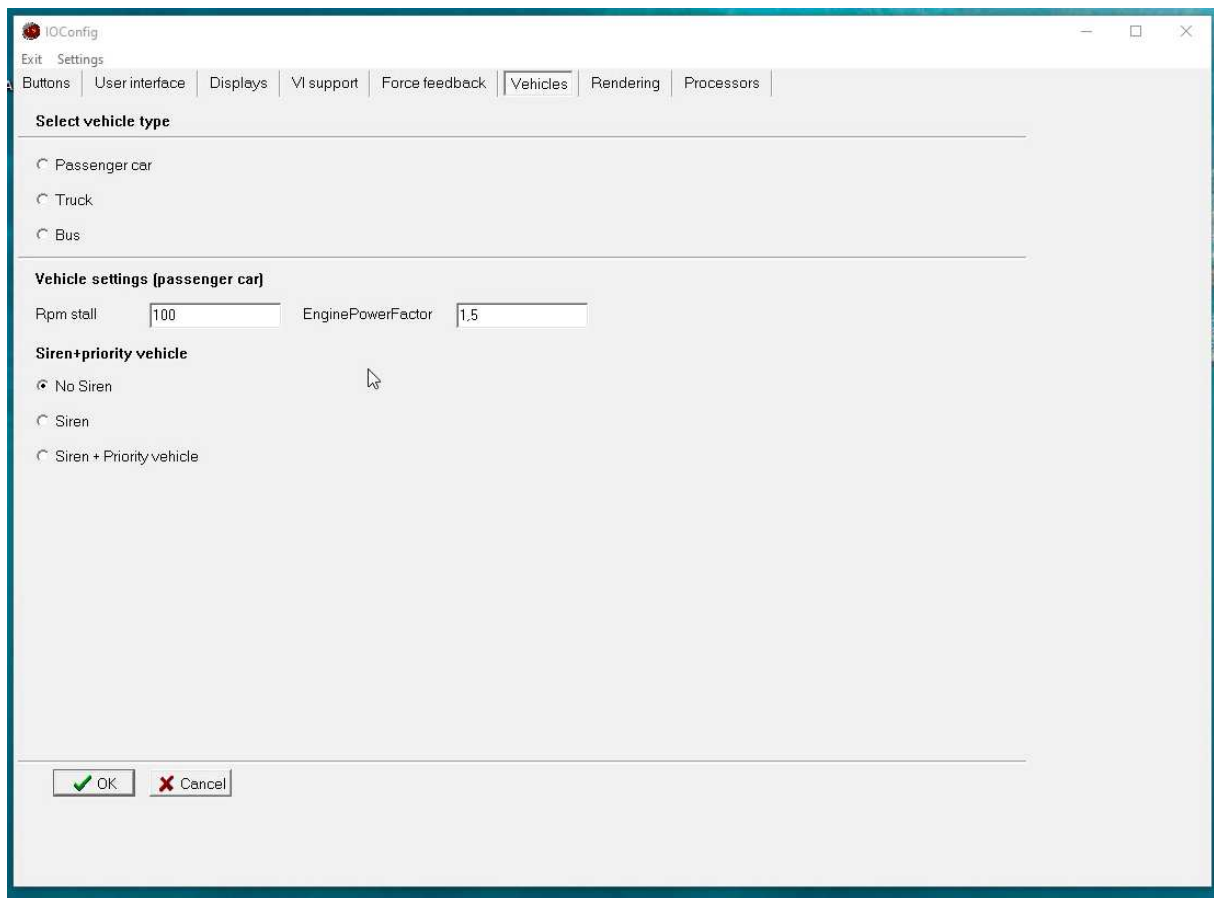 IOConfig
Exit Settings
Buttons User interface Displays VI support Force feedback Vehicles Rendering Processors
Select vehicle type
Passenger car
Truck
Bus
Vehicle settings (passenger car)
Rpm stall 100 EnginePowerFactor 1,5
Siren+priority vehicle
No Siren
Siren
Siren + Priority vehicle
OK Cancel